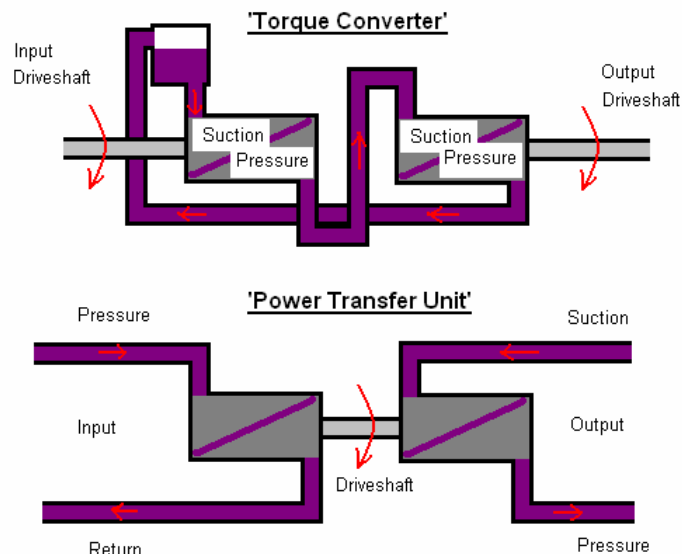 'Torque Converter'
Input
Driveshaft
Output
Driveshaft
Suction
Pressure
Suction
Pressure
'Power Transfer Unit'
Pressure
Suction
Input
Output
Driveshaft
Return
Pressure